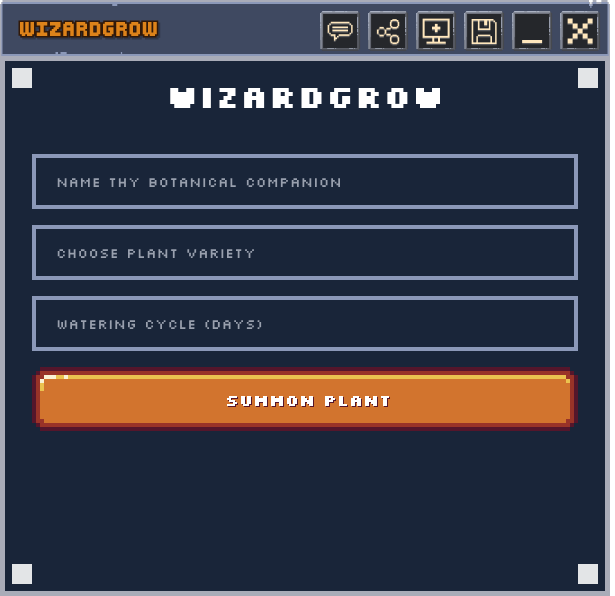 WIZARDGROW
WIZARDGROW
NAME THY BOTANICAL COMPANION
CHOOSE PLANT VARIETY
WATERING CYCLE (DAYS)
SUMMON PLANT